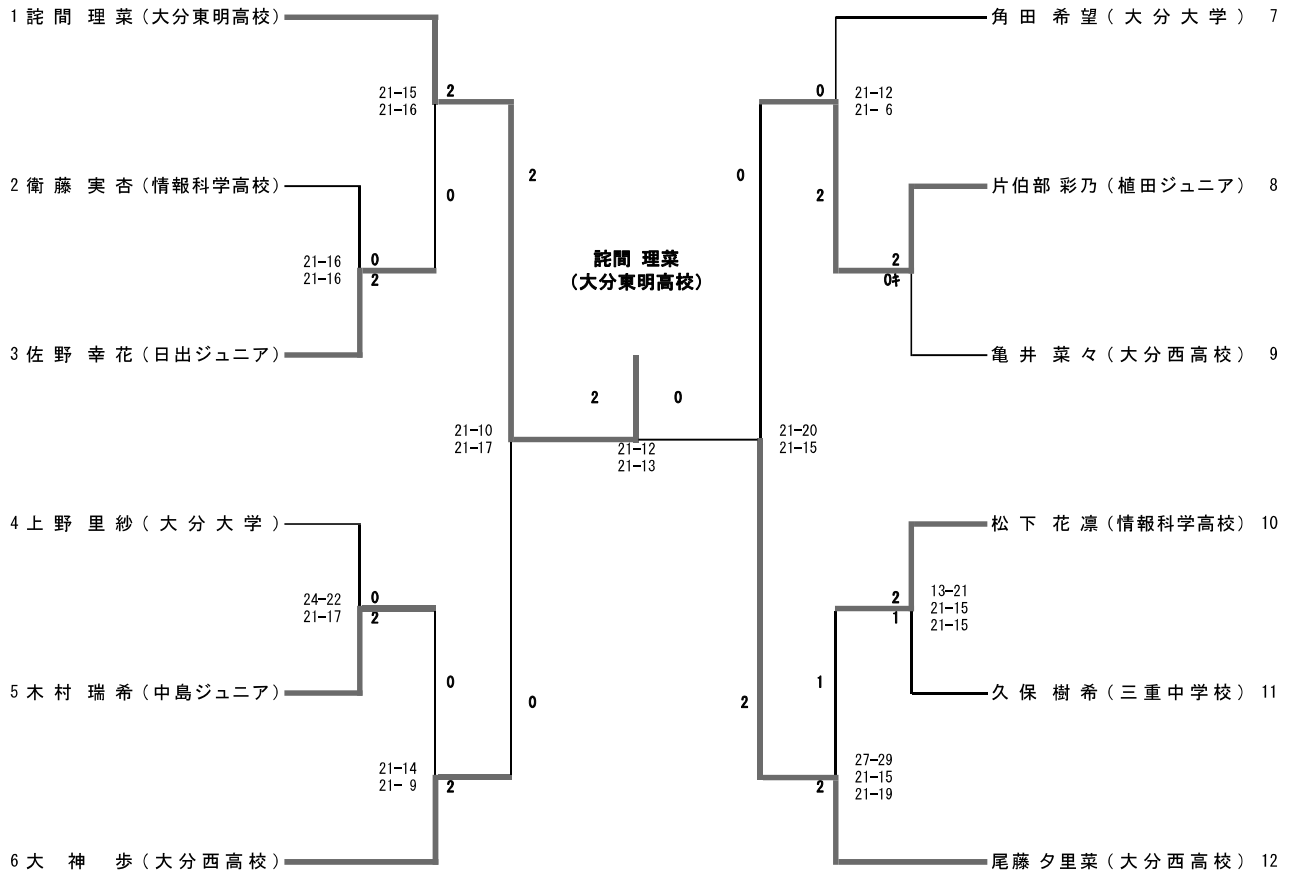 1 詫間 理菜 (大分東明高校)
21-15
21-16
2
0
2 衛藤 実杏 (情報科学高校)
21-16
21-16
0
2
3 佐野 幸花 (日出ジュニア)
2
21-10
21-17
4 上野 里紗 (大分大学)
24-22
21-17
0
2
5 木村 瑞希 (中島ジュニア)
0
0
21-14
21- 9
2
6 大神 歩 (大分西高校)
詫間 理菜
(大分東明高校)
2
0
21-12
21-13
角田 希望 (大分大学) 7
0
21-12
21- 6
0
2
片伯部 彩乃 (植田ジュニア) 8
2
0キ
亀井 菜々 (大分西高校) 9
21-20
21-15
松下 花凛 (情報科学高校) 10
2
1
13-21
21-15
21-15
1
久保 樹希 (三重中学校) 11
2
27-29
21-15
21-19
2
尾藤 夕里菜 (大分西高校) 12